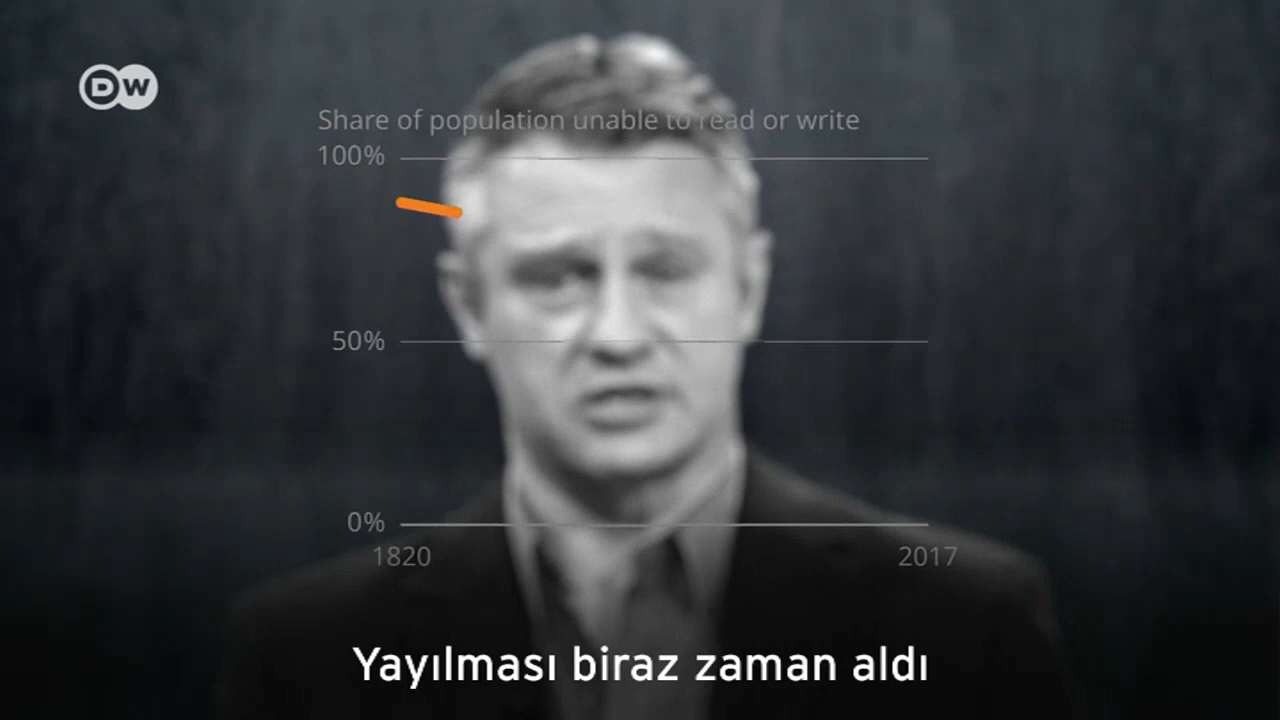 DW
Share of population unable to read or write
100%
50%
0%
1820 2017
Yayılması biraz zaman aldı